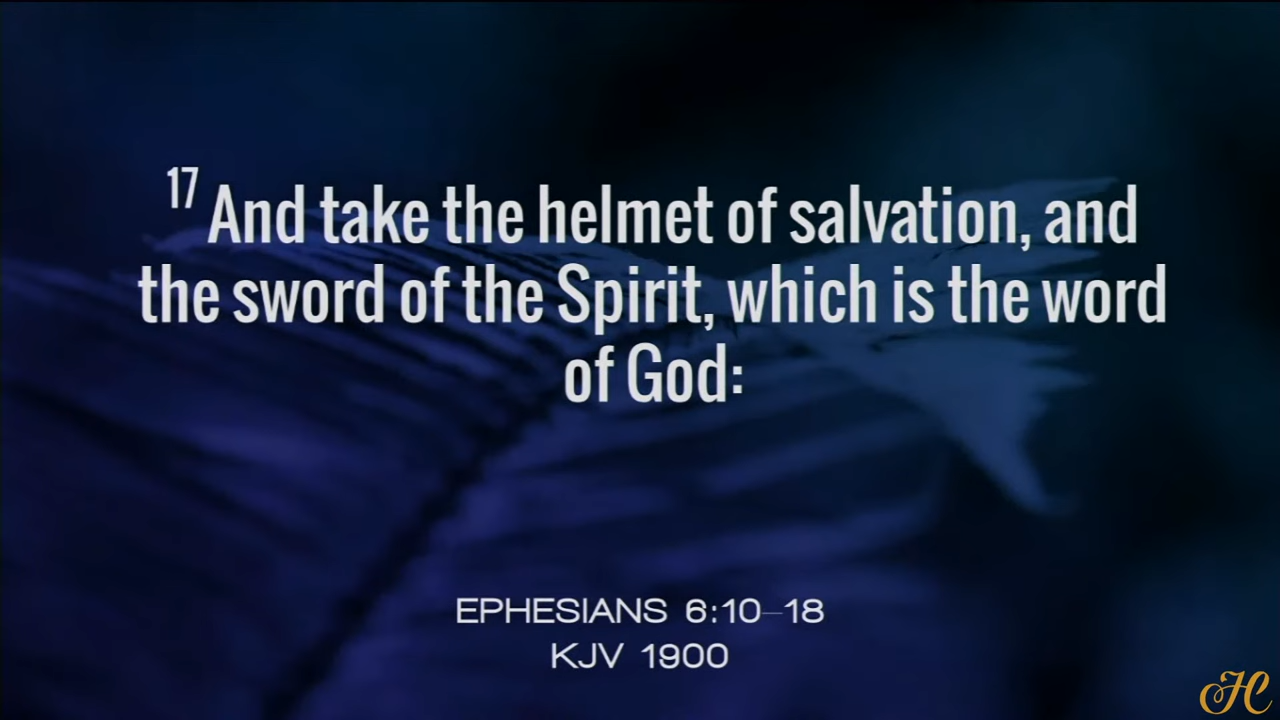 17 And take the helmet of salvation, and
the sword of the Spirit, which is the word
of God:
EPHESIANS 6:10–18
KJV 1900
HC